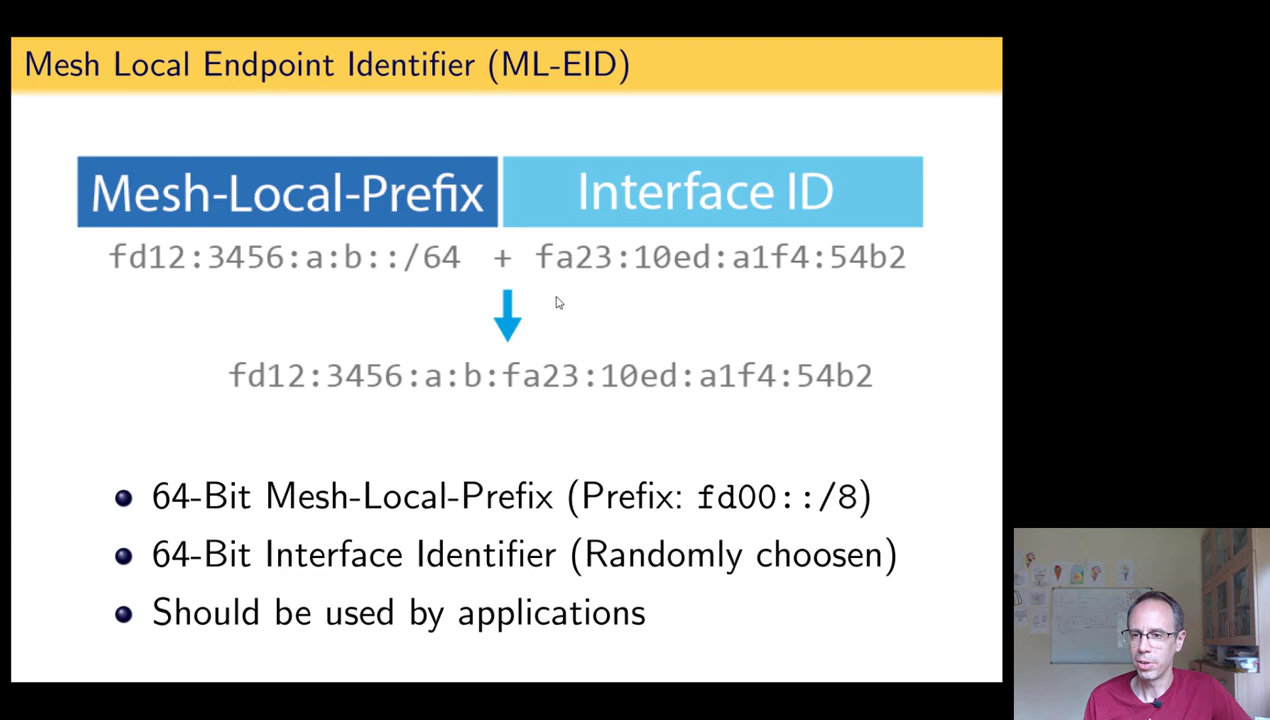 Mesh Local Endpoint Identifier (ML-EID)
Mesh-Local-Prefix Interface ID
fd12:3456:a:b::/64 + fa23:10ed:a1f4:54b2
fd12:3456:a:b:fa23:10ed:a1f4:54b2
64-Bit Mesh-Local-Prefix (Prefix: fd00::/8)
64-Bit Interface Identifier (Randomly choosen)
Should be used by applications